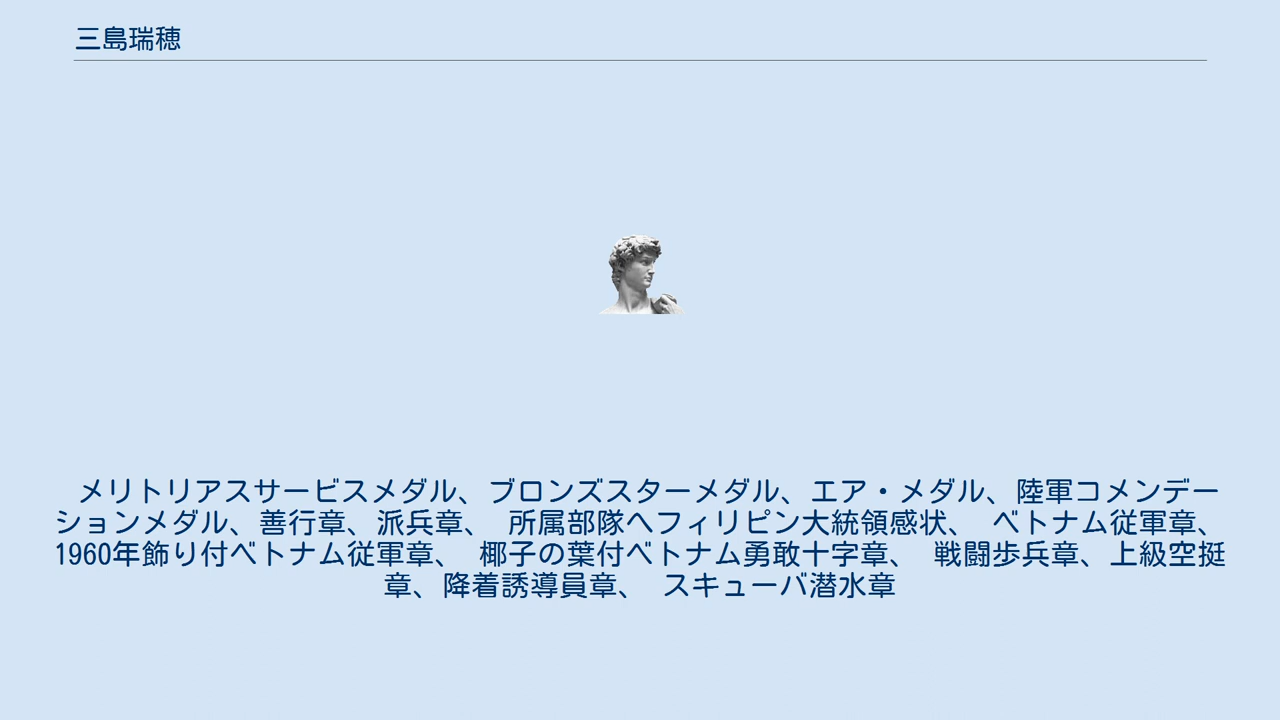 三島瑞穂
メリトリアスサービスメダル、ブロンズスターメダル、エア・メダル、陸軍コメンデー
ションメダル、善行章、派兵章、 所属部隊へフィリピン大統領感状、 ベトナム従軍章、
1960年飾り付ベトナム従軍章、 椰子の葉付ベトナム勇敢十字章、 戦闘歩兵章、上級空挺
章、降着誘導員章、 スキューバ潜水章